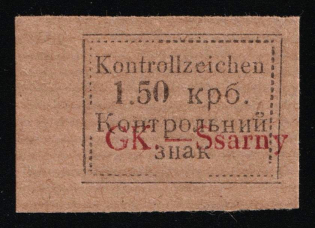 Kontrollzeichen
1.50 крб.
Контрольний
GK.—Ssarny
знак